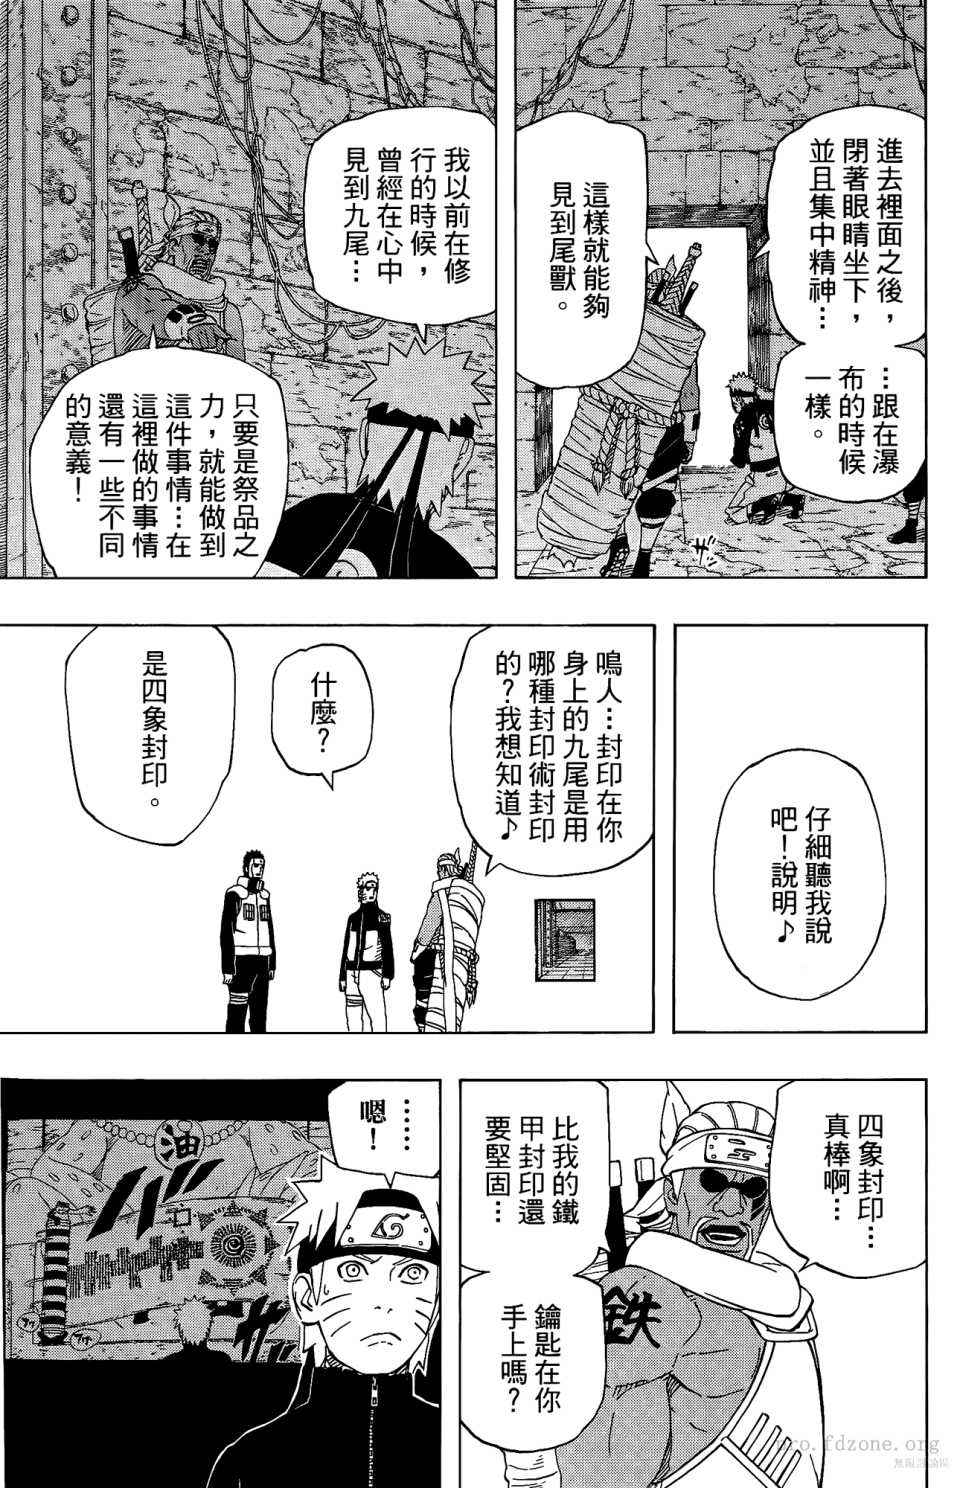 進去裡面之後，
閉著眼睛坐下，
並且集中精神…
…跟在瀑
布的時候
一樣。
這樣就能夠
見到尾獸。
ザッ
我以前在修
行的時候，
曾經在心中
見到九尾…
只要是祭品之
力，就能做到
這件事情…在
這裡做的事情
還有一些不同
的意義！
仔細聽我說
吧！說明♪
鳴人…封印在你
身上的九尾是用
哪種封印術封印
的？我想知道♪
什麼？
是四象封印。
四象封印…
真棒啊…
比我的鐵
甲封印還
要堅固…
鑰匙在你
手上嗎？
鉄
……
嗯！
油
pro.fdzone.org
無限討論區